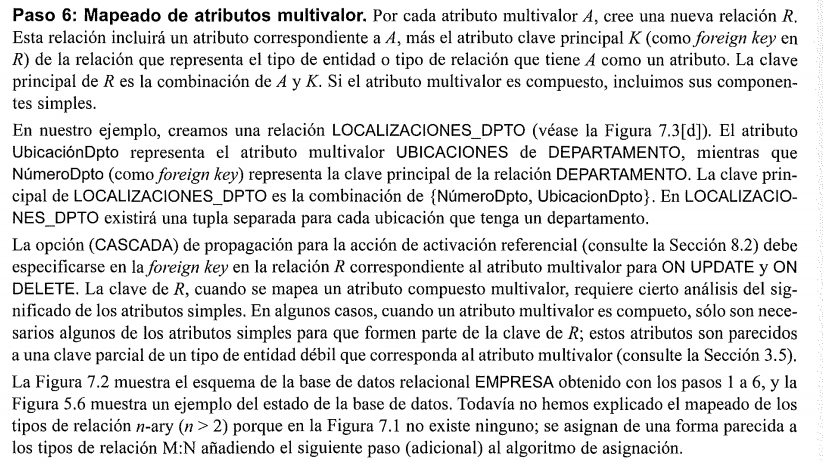 Paso 6: Mapeado de atributos multivalor. Por cada atributo multivalor A, cree una nueva relación R.
Esta relación incluirá un atributo correspondiente a A, más el atributo clave principal K (como foreign key en
R) de la relación que representa el tipo de entidad o tipo de relación que tiene A como un atributo. La clave
principal de R es la combinación de A y K. Si el atributo multivalor es compuesto, incluimos sus componen-
tes simples.
En nuestro ejemplo, creamos una relación LOCALIZACIONES_DPTO (véase la Figura 7.3[d]). El atributo
UbicaciónDpto representa el atributo multivalor UBICACIONES de DEPARTAMENTO, mientras que
NúmeroDpto (como foreign key) representa la clave principal de la relación DEPARTAMENTO. La clave prin-
cipal de LOCALIZACIONES_DPTO es la combinación de {NúmeroDpto, UbicacionDpto}. En LOCALIZACIO-
NES_DPTO existirá una tupla separada para cada ubicación que tenga un departamento.
La opción (CASCADA) de propagación para la acción de activación referencial (consulte la Sección 8.2) debe
especificarse en la foreign key en la relación R correspondiente al atributo multivalor para ON UPDATE y ON
DELETE. La clave de R, cuando se mapea un atributo compuesto multivalor, requiere cierto análisis del sig-
nificado de los atributos simples. En algunos casos, cuando un atributo multivalor es compueto, sólo son nece-
sarios algunos de los atributos simples para que formen parte de la clave de R; estos atributos son parecidos
a una clave parcial de un tipo de entidad débil que corresponda al atributo multivalor (consulte la Sección 3.5).
La Figura 7.2 muestra el esquema de la base de datos relacional EMPRESA obtenido con los pasos 1 a 6, y la
Figura 5.6 muestra un ejemplo del estado de la base de datos. Todavía no hemos explicado el mapeado de los
tipos de relación n-ary (n > 2) porque en la Figura 7.1 no existe ninguno; se asignan de una forma parecida a
los tipos de relación M:N añadiendo el siguiente paso (adicional) al algoritmo de asignación.